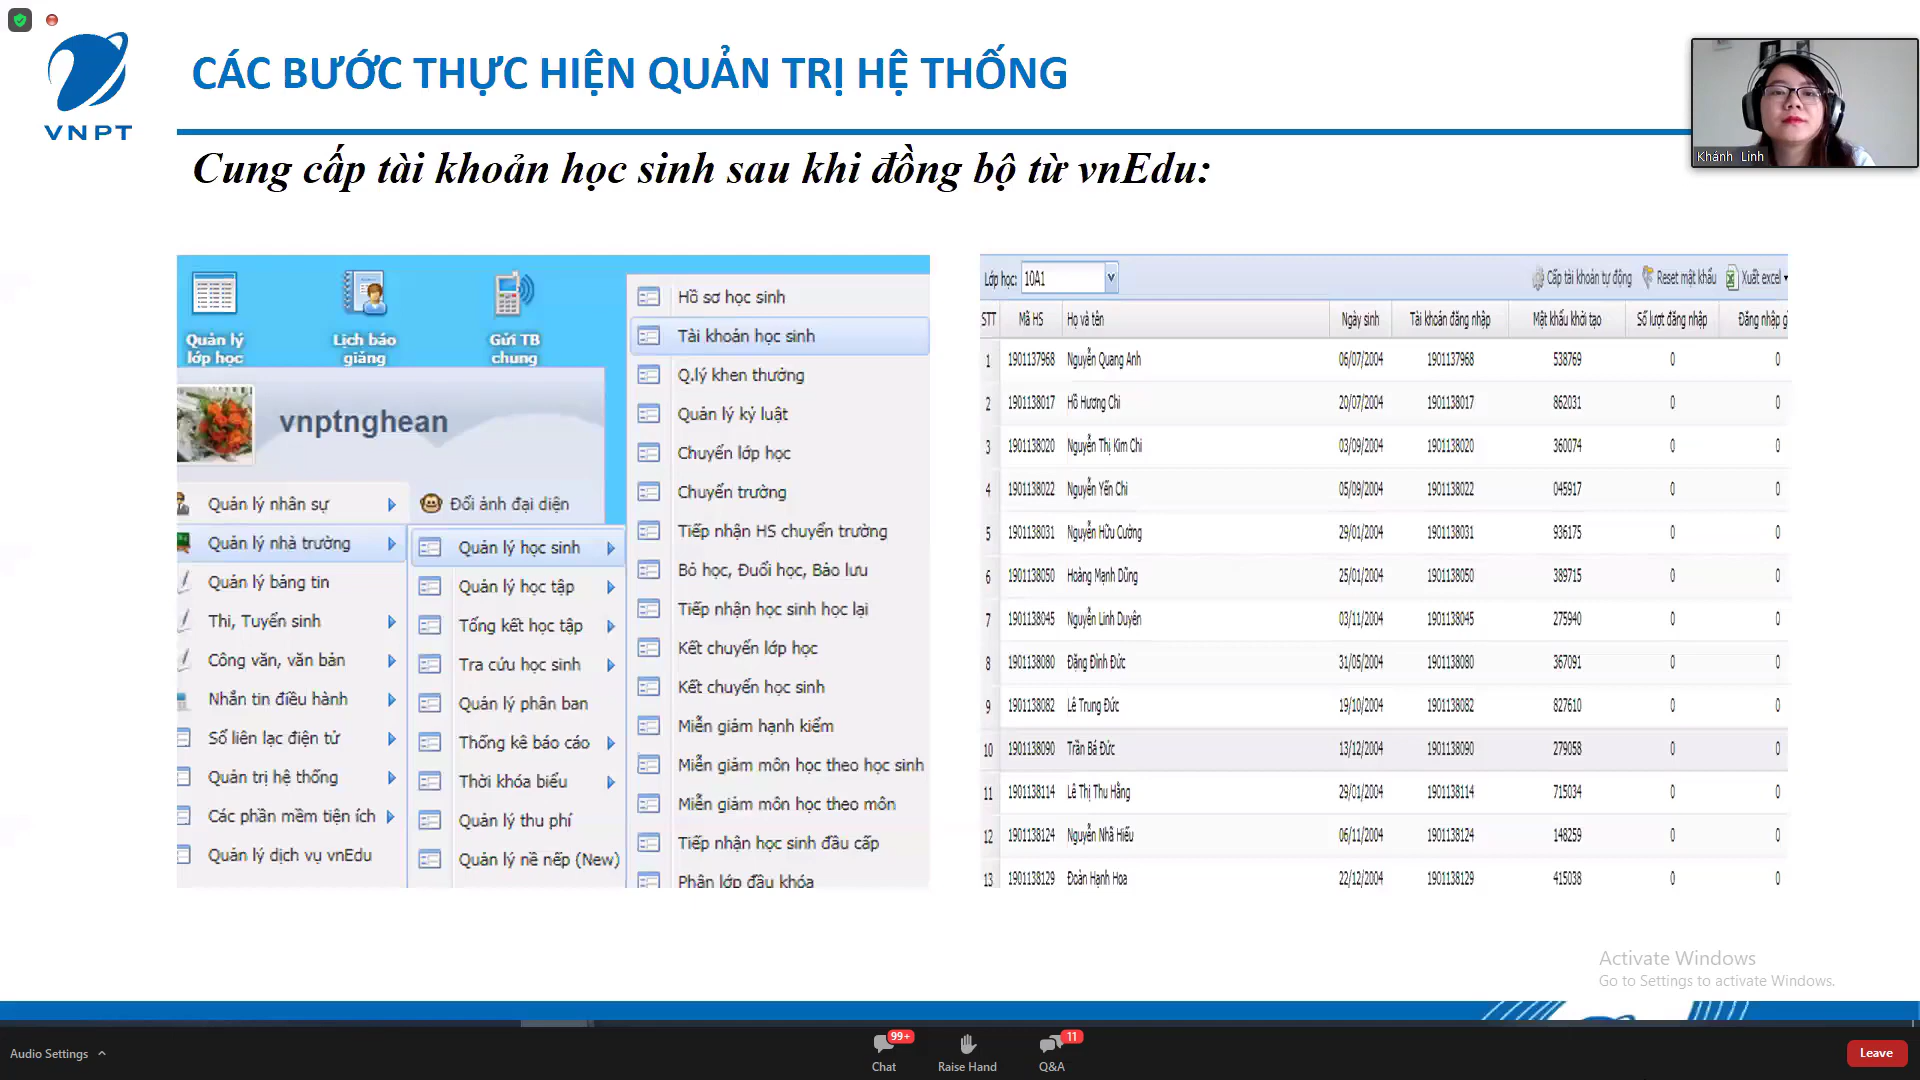 VNPT
CÁC BƯỚC THỰC HIỆN QUẢN TRỊ HỆ THỐNG
Khánh Linh
Cung cấp tài khoản học sinh sau khi đồng bộ từ vnEdu:
Quản lý lớp học
Lịch báo giảng
Gửi TB chung
vnptnghean
Quản lý nhân sự
Quản lý nhà trường
Quản lý bảng tin
Thi, Tuyển sinh
Công văn, văn bản
Nhắn tin điều hành
Sổ liên lạc điện tử
Quản trị hệ thống
Các phần mềm tiện ích
Quản lý dịch vụ vnEdu
Đổi ảnh đại diện
Quản lý học sinh
Quản lý học tập
Tổng kết học tập
Tra cứu học sinh
Quản lý phân ban
Thống kê báo cáo
Thời khóa biểu
Quản lý thu phí
Quản lý nề nếp (New)
Hồ sơ học sinh
Tài khoản học sinh
Q.lý khen thưởng
Quản lý kỷ luật
Chuyển lớp học
Chuyển trường
Tiếp nhận HS chuyển trường
Bỏ học, Đuổi học, Bảo lưu
Tiếp nhận học sinh học lại
Kết chuyển lớp học
Kết chuyển học sinh
Miễn giảm hạnh kiểm
Miễn giảm môn học theo học sinh
Miễn giảm môn học theo môn
Tiếp nhận học sinh đầu cấp
Phân lớp đầu khóa
Lớp học: 10A1 Cấp tài khoản tự động Reset mật khẩu Xuất excel
STT Mã HS Họ và tên Ngày sinh Tài khoản đăng nhập Mật khẩu khởi tạo Số lượt đăng nhập Đăng nhập g
1 1901137968 Nguyễn Quang Anh 06/07/2004 1901137968 538769 0 0
2 1901138017 Hồ Hương Chi 20/07/2004 1901138017 862031 0 0
3 1901138020 Nguyễn Thị Kim Chi 03/09/2004 1901138020 360074 0 0
4 1901138022 Nguyễn Yến Chi 05/09/2004 1901138022 045917 0 0
5 1901138031 Nguyễn Hữu Cường 29/01/2004 1901138031 936175 0 0
6 1901138050 Hoàng Mạnh Dũng 25/01/2004 1901138050 389715 0 0
7 1901138045 Nguyễn Linh Duyên 03/11/2004 1901138045 275940 0 0
8 1901138080 Đặng Đình Đức 31/05/2004 1901138080 367091 0 0
9 1901138082 Lê Trung Đức 19/10/2004 1901138082 827610 0 0
10 1901138090 Trần Bá Đức 13/12/2004 1901138090 279058 0 0
11 1901138114 Lê Thị Thu Hằng 29/01/2004 1901138114 715034 0 0
12 1901138124 Nguyễn Nhã Hiếu 06/11/2004 1901138124 148259 0 0
13 1901138129 Đoàn Hạnh Hoa 22/12/2004 1901138129 415038 0 0
Activate Windows
Go to Settings to activate Windows.
Audio Settings
99+
Chat
Raise Hand
11
Q&A
Leave